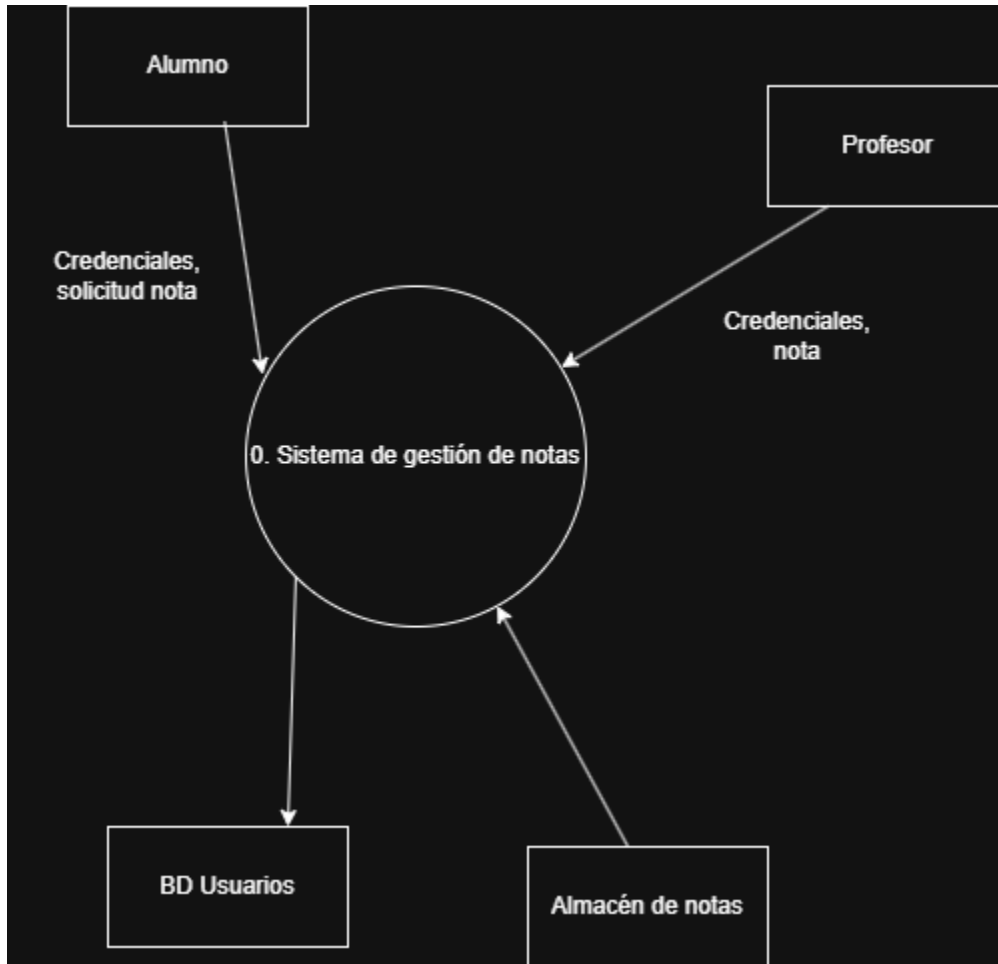 Alumno
Profesor
Credenciales,
solicitud nota
Credenciales,
nota
0. Sistema de gestión de notas
BD Usuarios
Almacén de notas